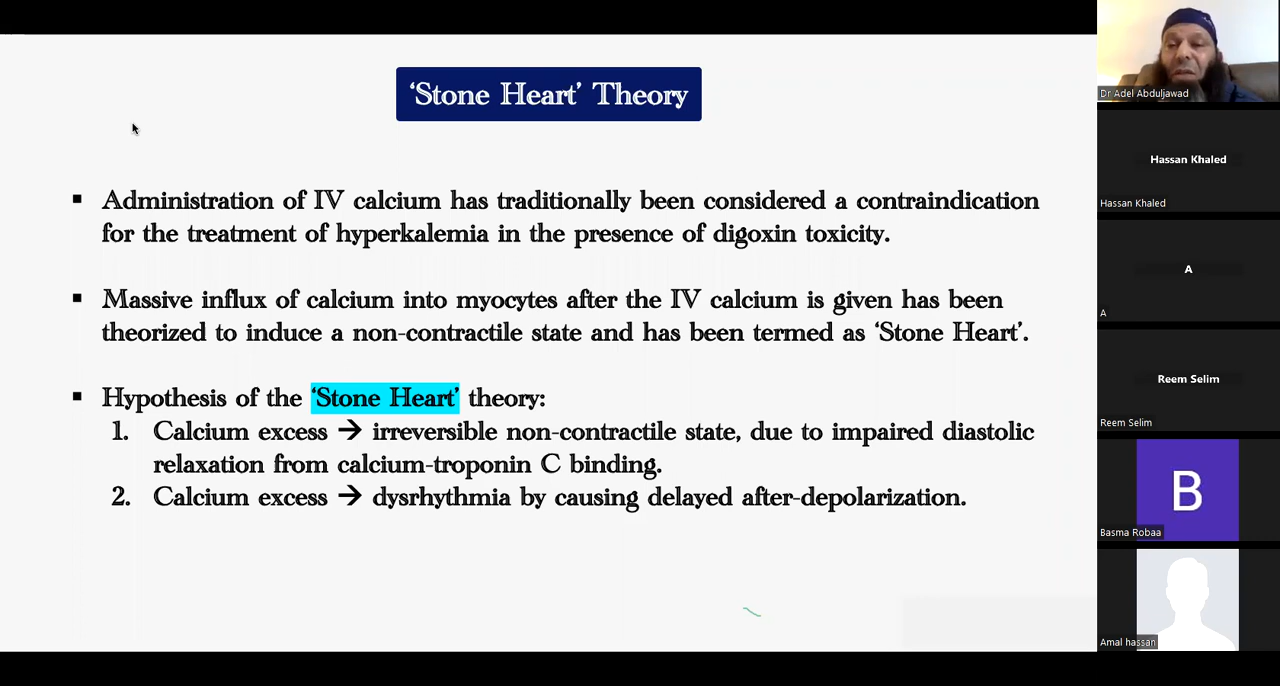 ‘Stone Heart’ Theory
▪ Administration of IV calcium has traditionally been considered a contraindication
for the treatment of hyperkalemia in the presence of digoxin toxicity.
▪ Massive influx of calcium into myocytes after the IV calcium is given has been
theorized to induce a non-contractile state and has been termed as ‘Stone Heart’.
▪ Hypothesis of the ‘Stone Heart’ theory:
1. Calcium excess → irreversible non-contractile state, due to impaired diastolic
relaxation from calcium-troponin C binding.
2. Calcium excess → dysrhythmia by causing delayed after-depolarization.
Dr Adel Abduljawad
Hassan Khaled
Hassan Khaled
A
A
Reem Selim
Reem Selim
B
Basma Robaa
Amal hassan